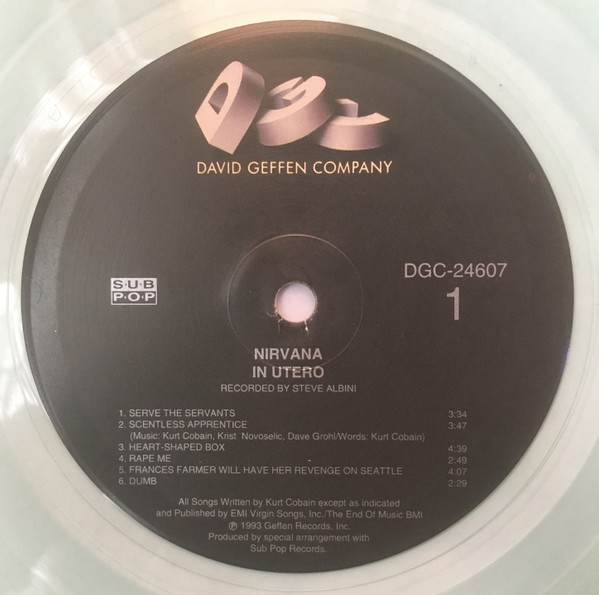 DGC
DAVID GEFFEN COMPANY
DGC-24607
SUB
POP
1
NIRVANA
IN UTERO
RECORDED BY STEVE ALBINI
1. SERVE THE SERVANTS 3:34
2. SCENTLESS APPRENTICE 3:47
(Music: Kurt Cobain, Krist Novoselic, Dave Grohl/Words: Kurt Cobain)
3. HEART-SHAPED BOX 4:39
4. RAPE ME 2:49
5. FRANCES FARMER WILL HAVE HER REVENGE ON SEATTLE 4:07
6. DUMB 2:29
All Songs Written by Kurt Cobain except as indicated
and Published by EMI Virgin Songs, Inc./The End Of Music BMI
℗ 1993 Geffen Records, Inc.
Produced by special arrangement with
Sub Pop Records.